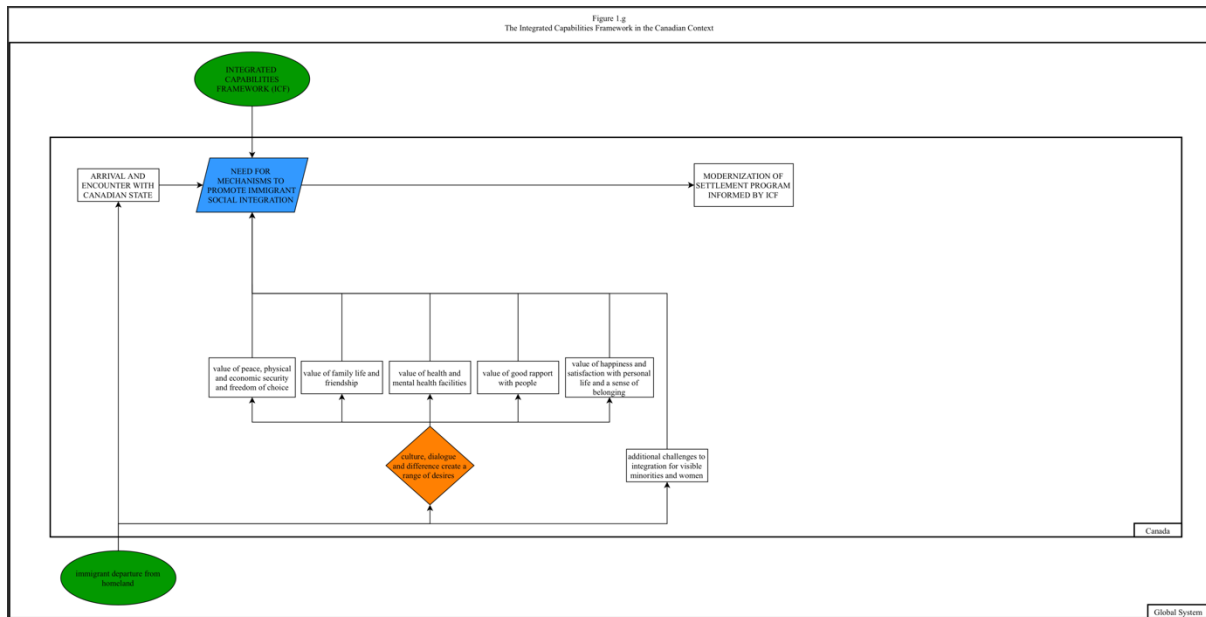 Figure 1.g
The Integrated Capabilities Framework in the Canadian Context
INTEGRATED
CAPABILITIES
FRAMEWORK (ICF)
ARRIVAL AND
ENCOUNTER WITH
CANADIAN STATE
NEED FOR
MECHANISMS TO
PROMOTE IMMIGRANT
SOCIAL INTEGRATION
MODERNIZATION OF
SETTLEMENT PROGRAM
INFORMED BY ICF
value of peace, physical
and economic security
and freedom of choice
value of family life and
friendship
value of health and
mental health facilities
value of good rapport
with people
value of happiness and
satisfaction with personal
life and a sense of
belonging
culture, dialogue
and difference create a
range of desires
additional challenges to
integration for visible
minorities and women
Canada
immigrant departure from
homeland
Global System